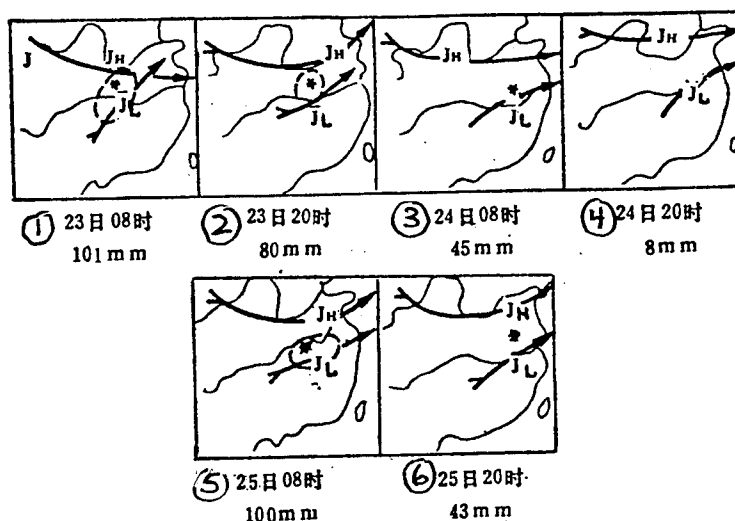 J JH JL
JH JL
JH JL
JH JL
① 23日08时
101mm
② 23日20时
80mm
③ 24日08时
45mm
④ 24日20时
8mm
JH JL
JH JL
⑤ 25日08时
100mm
⑥ 25日20时
43mm